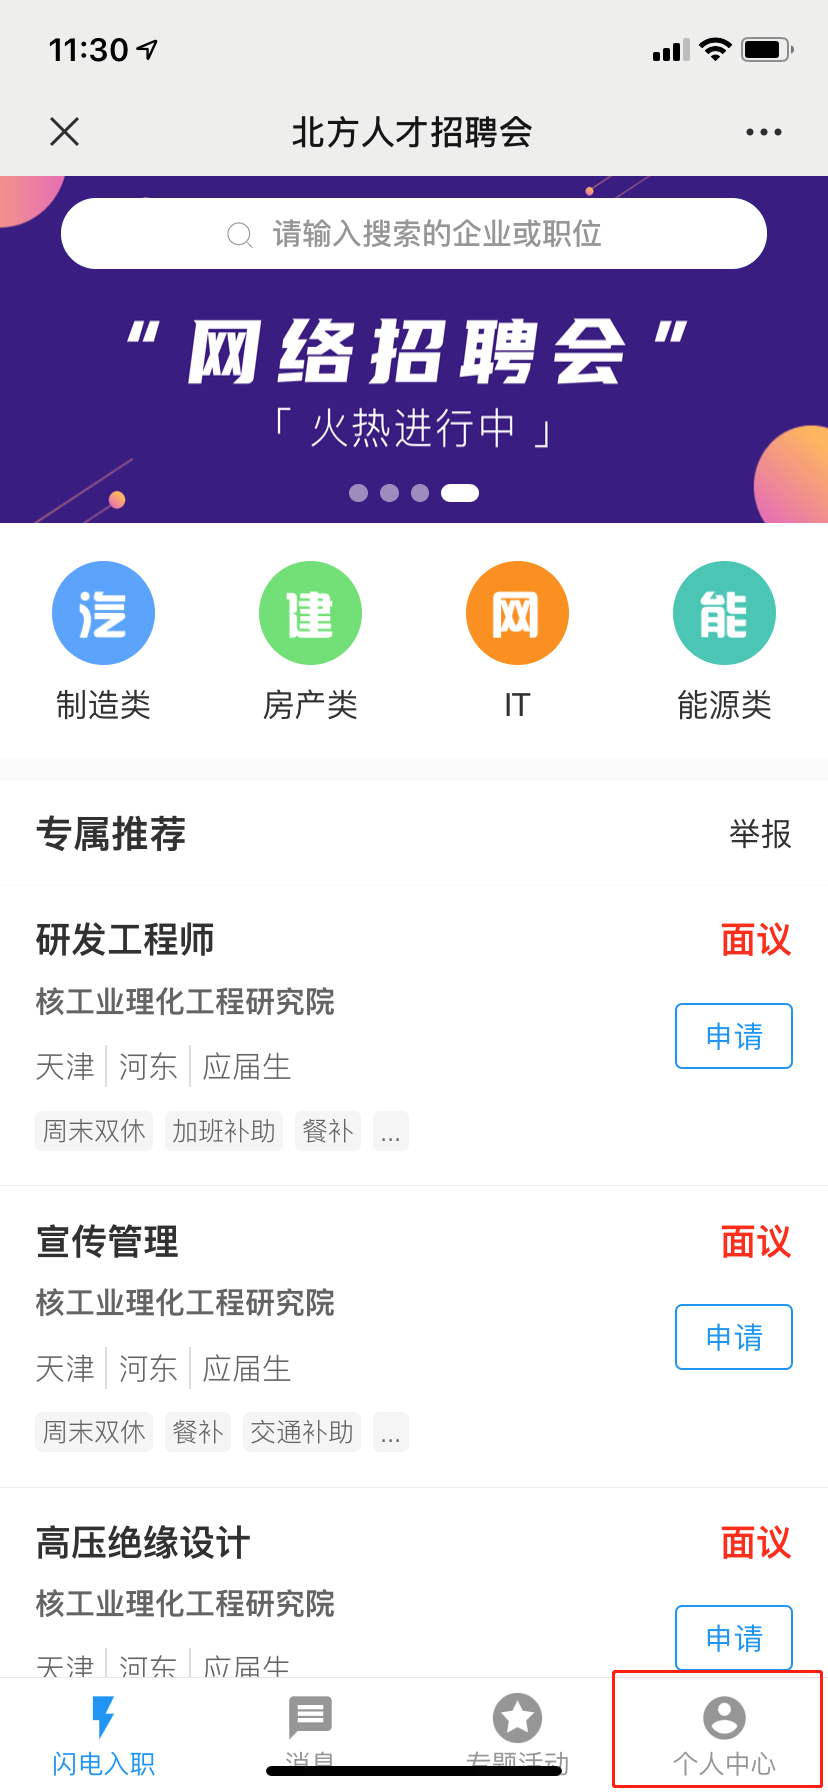 11:30
北方人才招聘会
请输入搜索的企业或职位
“网络招聘会”
「火热进行中」
汽 建 网 能
制造类 房产类 IT 能源类
专属推荐 举报
研发工程师 面议
核工业理化工程研究院
申请
天津 河东 应届生
周末双休 加班补助 餐补 ...
宣传管理 面议
核工业理化工程研究院
申请
天津 河东 应届生
周末双休 餐补 交通补助 ...
高压绝缘设计 面议
核工业理化工程研究院
申请
天津 河东 应届生
闪电入职 消息 专题活动 个人中心